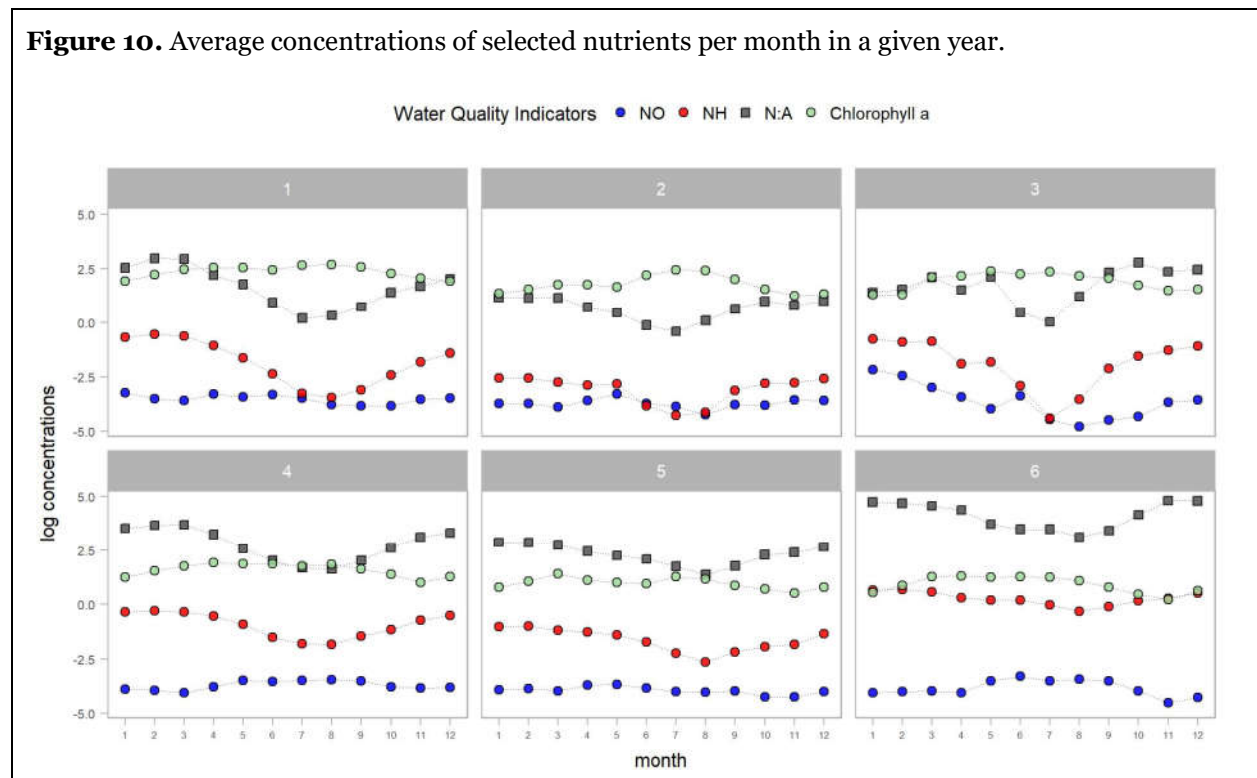 Figure 10. Average concentrations of selected nutrients per month in a given year.
Water Quality Indicators NO NH N:A Chlorophyll a
1 2 3
5.0
2.5
0.0
-2.5
-5.0
4 5 6
5.0
2.5
0.0
-2.5
-5.0
log concentrations
1 2 3 4 5 6 7 8 9 10 11 12 1 2 3 4 5 6 7 8 9 10 11 12 1 2 3 4 5 6 7 8 9 10 11 12
month